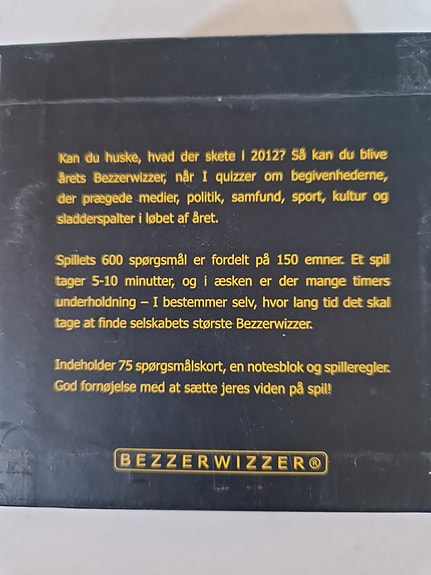 Kan du huske, hvad der skete i 2012? Så kan du blive
årets Bezzerwizzer, når I quizzer om begivenhederne,
der prægede medier, politik, samfund, sport, kultur og
sladderspalter i løbet af året.
Spillets 600 spørgsmål er fordelt på 150 emner. Et spil
tager 5-10 minutter, og i æsken er der mange timers
underholdning – I bestemmer selv, hvor lang tid det skal
tage at finde selskabets største Bezzerwizzer.
Indeholder 75 spørgsmålskort, en notesblok og spilleregler.
God fornøjelse med at sætte jeres viden på spil!
BEZZERWIZZER®